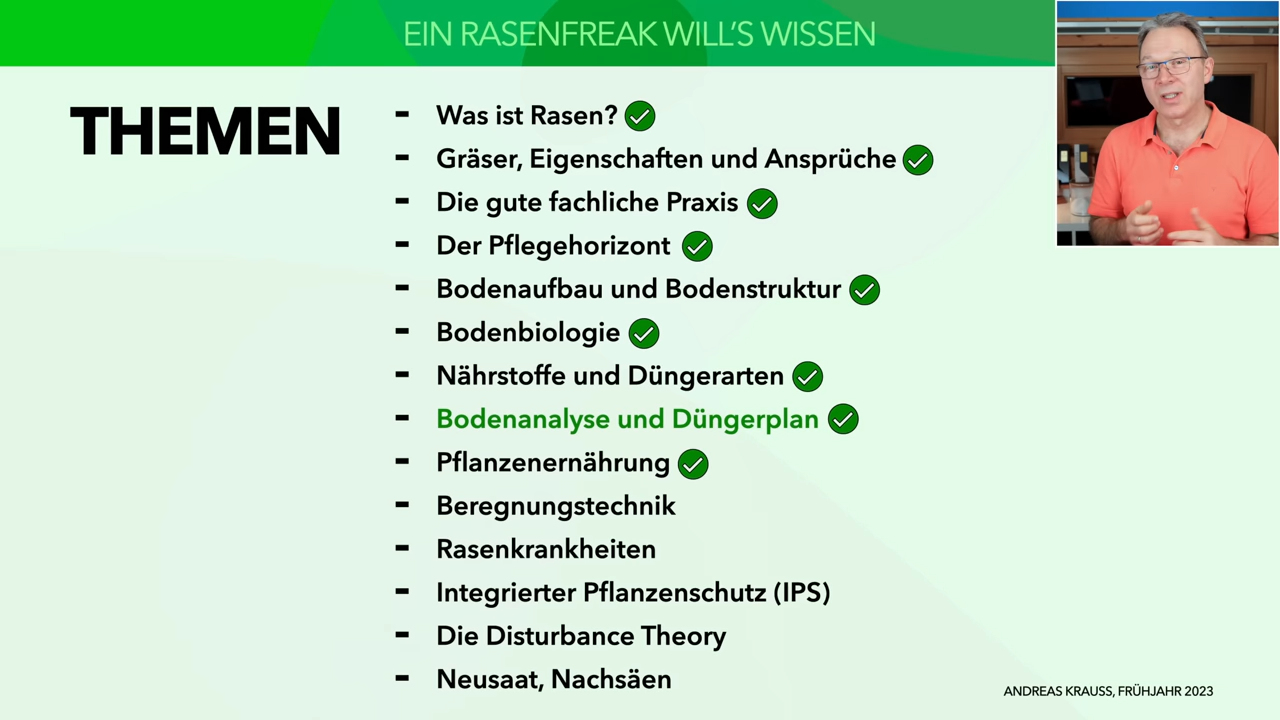 EIN RASENFREAK WILL'S WISSEN
THEMEN
- Was ist Rasen?
- Gräser, Eigenschaften und Ansprüche
- Die gute fachliche Praxis
- Der Pflegehorizont
- Bodenaufbau und Bodenstruktur
- Bodenbiologie
- Nährstoffe und Düngerarten
- Bodenanalyse und Düngerplan
- Pflanzenernährung
- Beregnungstechnik
- Rasenkrankheiten
- Integrierter Pflanzenschutz (IPS)
- Die Disturbance Theory
- Neusaat, Nachsäen
ANDREAS KRAUSS, FRÜHJAHR 2023